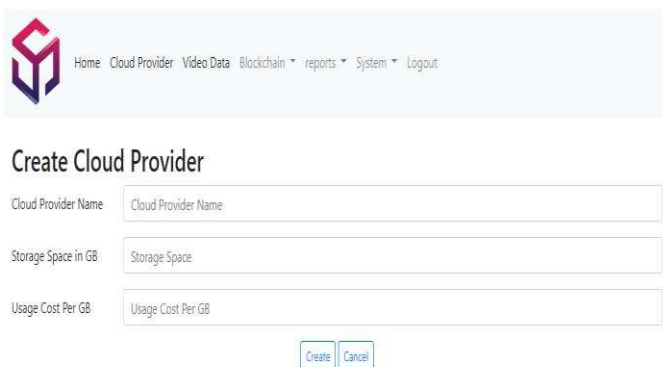 Home Cloud Provider Video Data Blockchain reports System Logout
Create Cloud Provider
Cloud Provider Name Cloud Provider Name
Storage Space in GB Storage Space
Usage Cost Per GB Usage Cost Per GB
Create Cancel